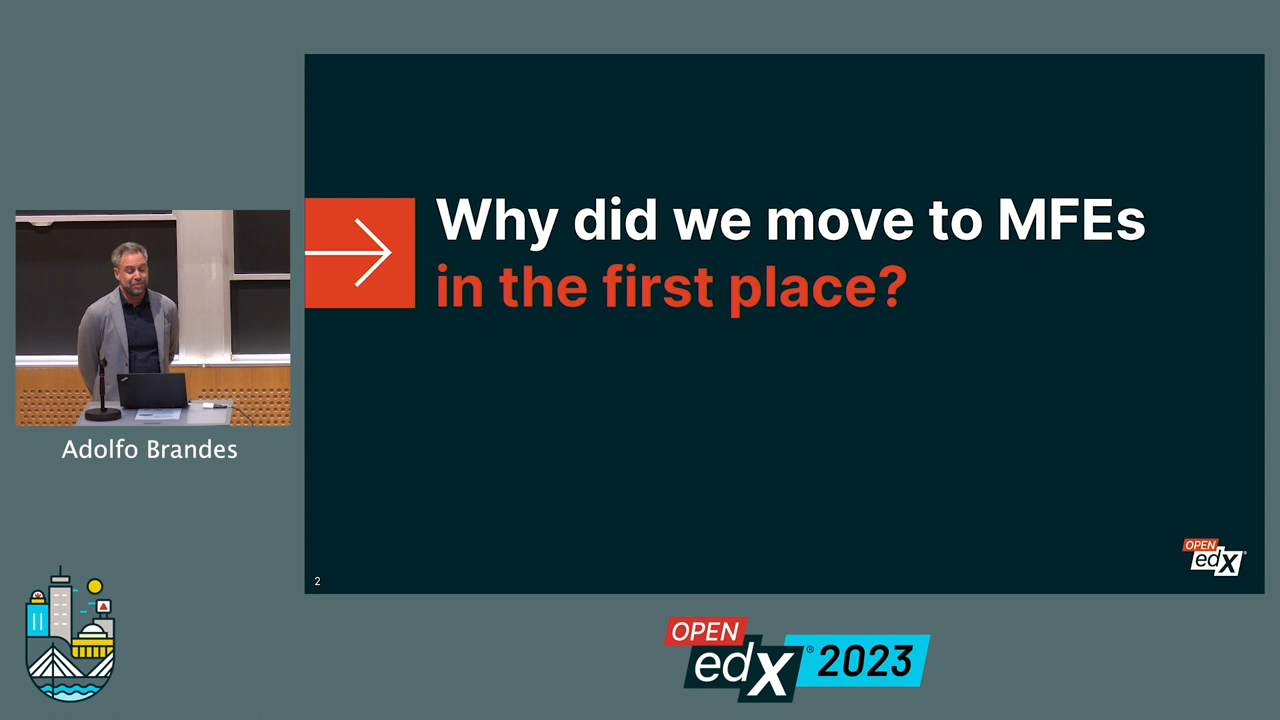 Why did we move to MFEs
in the first place?
Adolfo Brandes
2
OPEN
edX
OPEN
edX® 2023